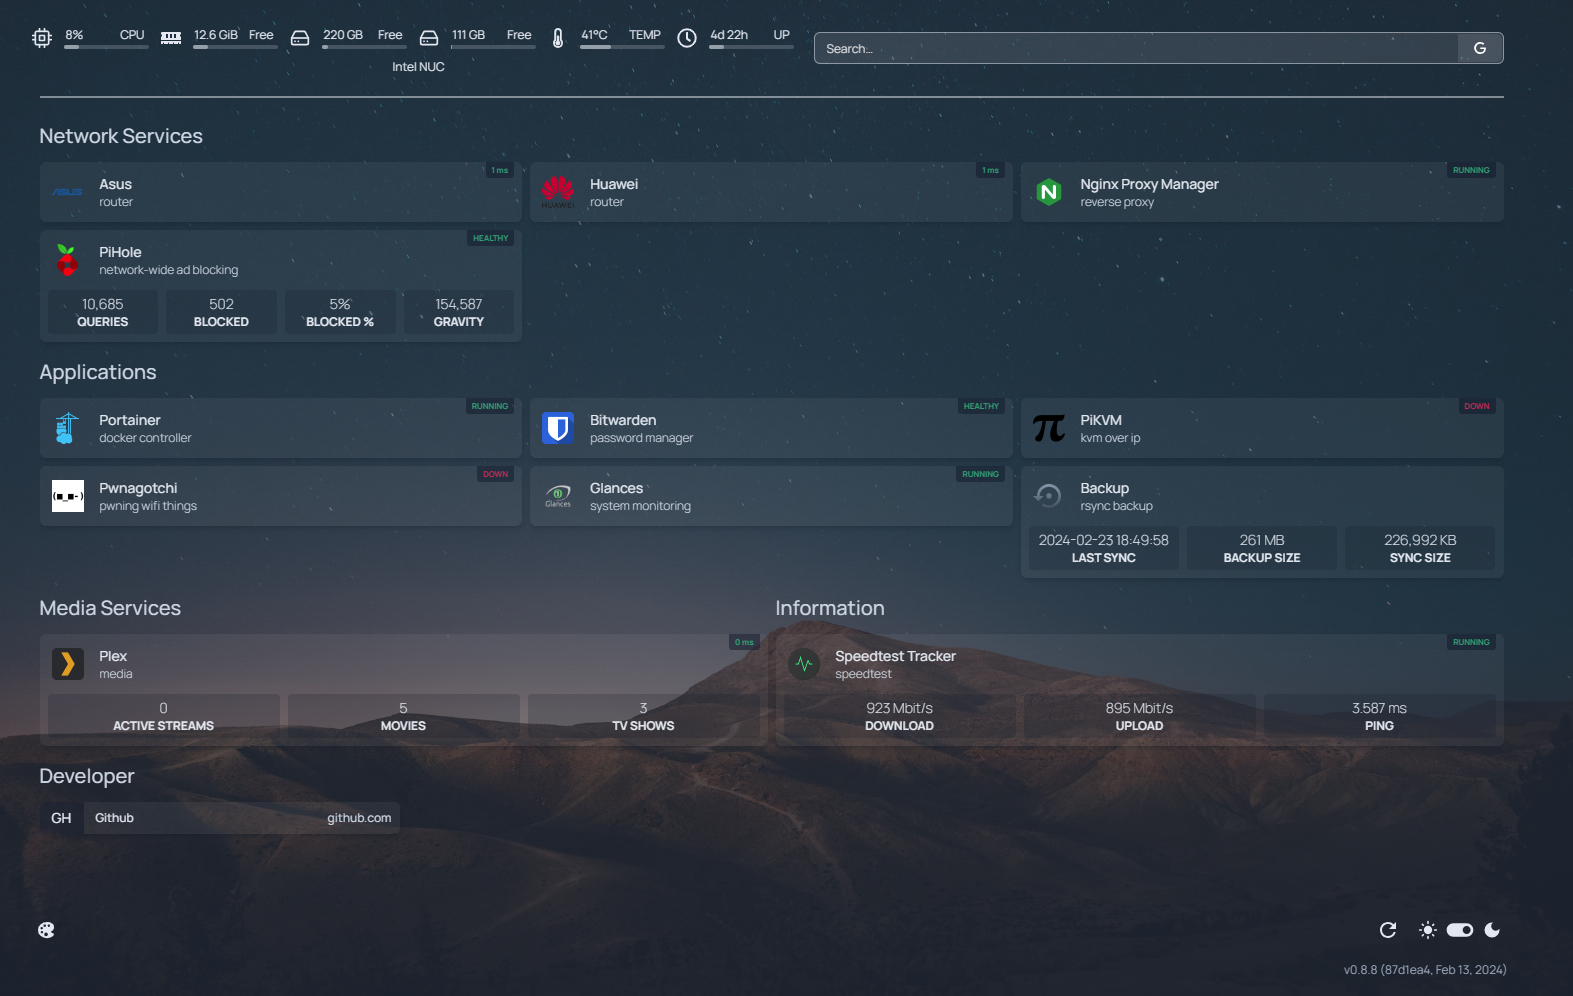 8% CPU 12.6 GiB Free 220 GB Free 111 GB Free 41°C TEMP 4d 22h UP
Intel NUC
Search... G
Network Services
1 ms
ASUS Asus
router
1 ms
HUAWEI Huawei
router
RUNNING
N Nginx Proxy Manager
reverse proxy
HEALTHY
PiHole
network-wide ad blocking
10,685 502 5% 154,587
QUERIES BLOCKED BLOCKED % GRAVITY
Applications
RUNNING
Portainer
docker controller
HEALTHY
Bitwarden
password manager
DOWN
π PiKVM
kvm over ip
DOWN
(■_■-) Pwnagotchi
pwning wifi things
RUNNING
Glances Glances
system monitoring
Backup
rsync backup
2024-02-23 18:49:58 261 MB 226,992 KB
LAST SYNC BACKUP SIZE SYNC SIZE
Media Services
0 ms
Plex
media
0 5 3
ACTIVE STREAMS MOVIES TV SHOWS
Information
RUNNING
Speedtest Tracker
speedtest
923 Mbit/s 895 Mbit/s 3.587 ms
DOWNLOAD UPLOAD PING
Developer
GH Github github.com
v0.8.8 (87d1ea4, Feb 13, 2024)